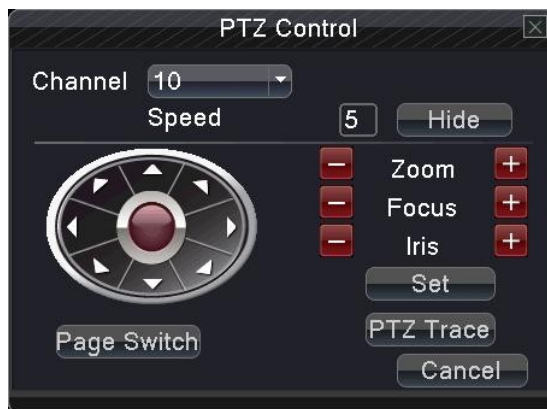 PTZ Control
Channel 10
Speed 5 Hide
Zoom
Focus
Iris
Set
Page Switch PTZ Trace
Cancel